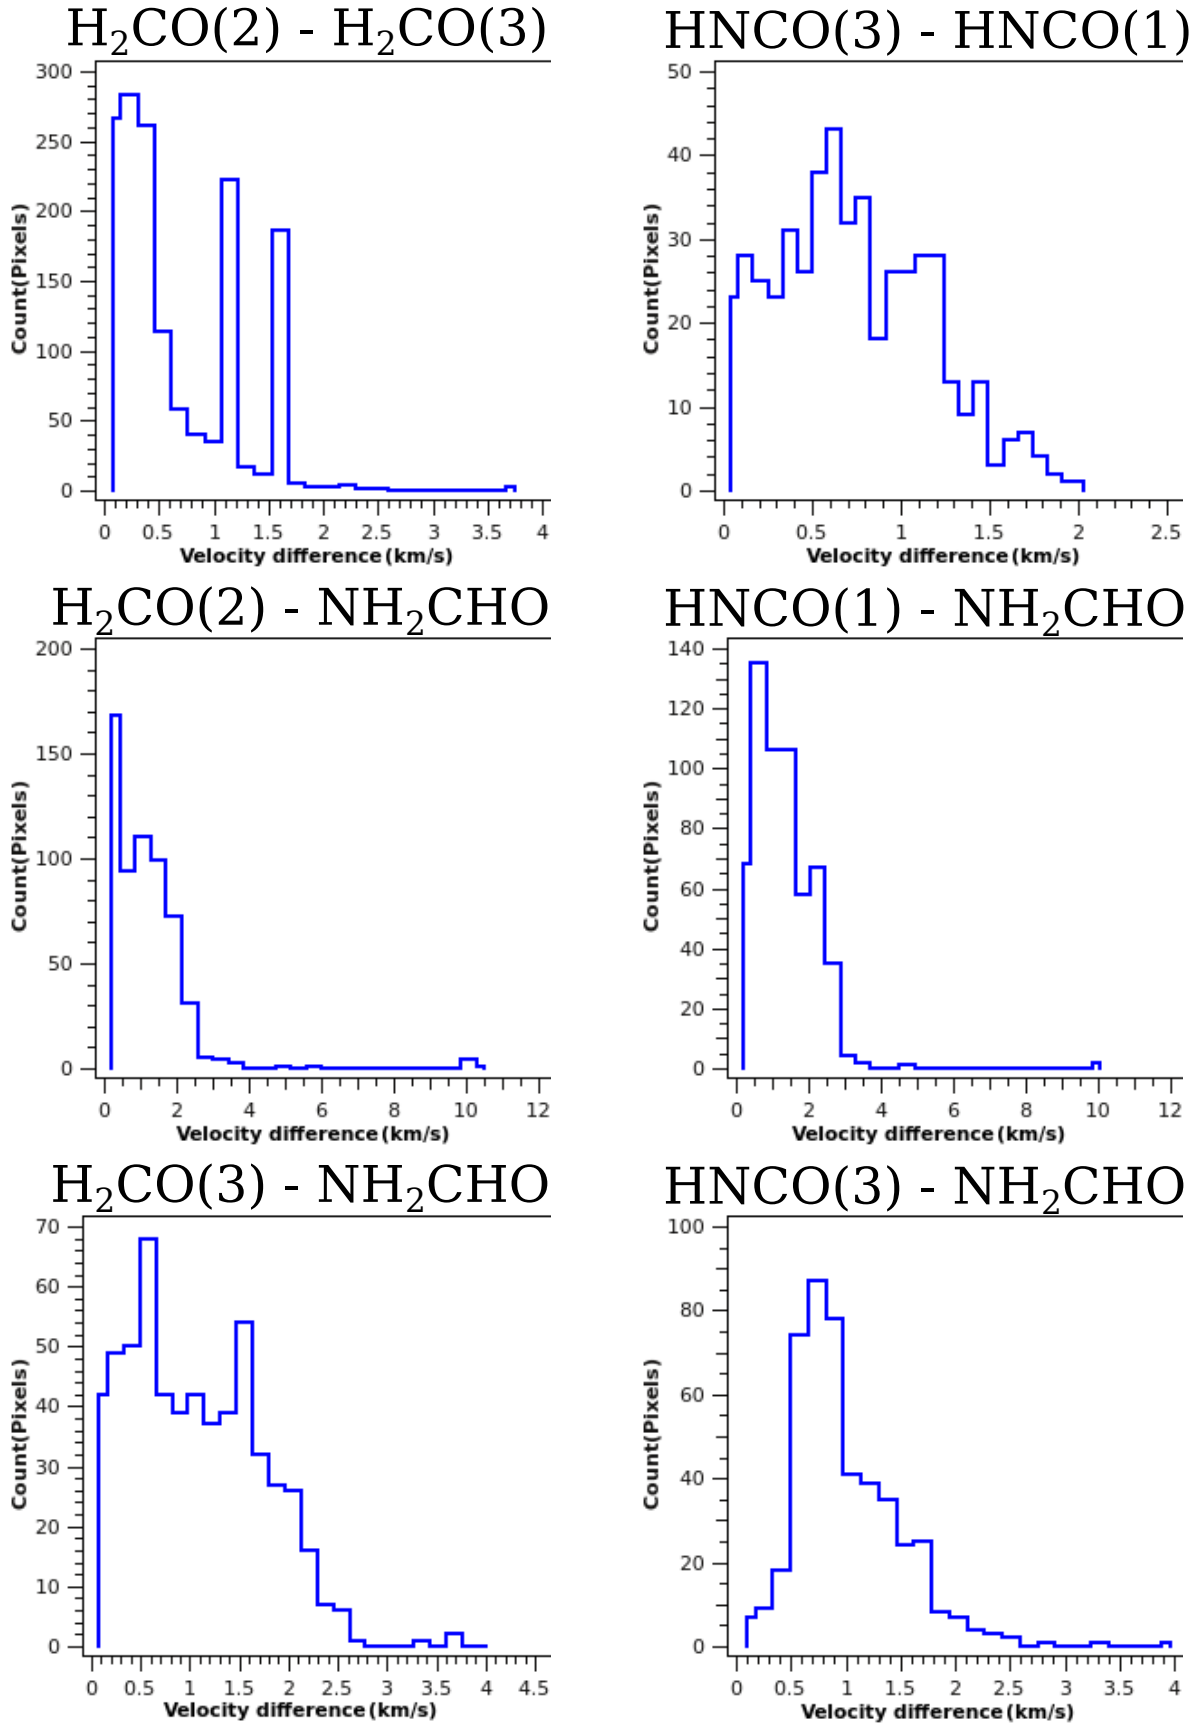 H₂CO(2) - H₂CO(3)
300
250
200
150
100
50
0
Count(Pixels)
0 0.5 1 1.5 2 2.5 3 3.5 4
Velocity difference(km/s)
HNCO(3) - HNCO(1)
50
40
30
20
10
0
Count(Pixels)
0 0.5 1 1.5 2 2.5
Velocity difference(km/s)
H₂CO(2) - NH₂CHO
200
150
100
50
0
Count(Pixels)
0 2 4 6 8 10 12
Velocity difference(km/s)
HNCO(1) - NH₂CHO
140
120
100
80
60
40
20
0
Count(Pixels)
0 2 4 6 8 10 12
Velocity difference(km/s)
H₂CO(3) - NH₂CHO
70
60
50
40
30
20
10
0
Count(Pixels)
0 0.5 1 1.5 2 2.5 3 3.5 4 4.5
Velocity difference(km/s)
HNCO(3) - NH₂CHO
100
80
60
40
20
0
Count(Pixels)
0 0.5 1 1.5 2 2.5 3 3.5 4
Velocity difference(km/s)